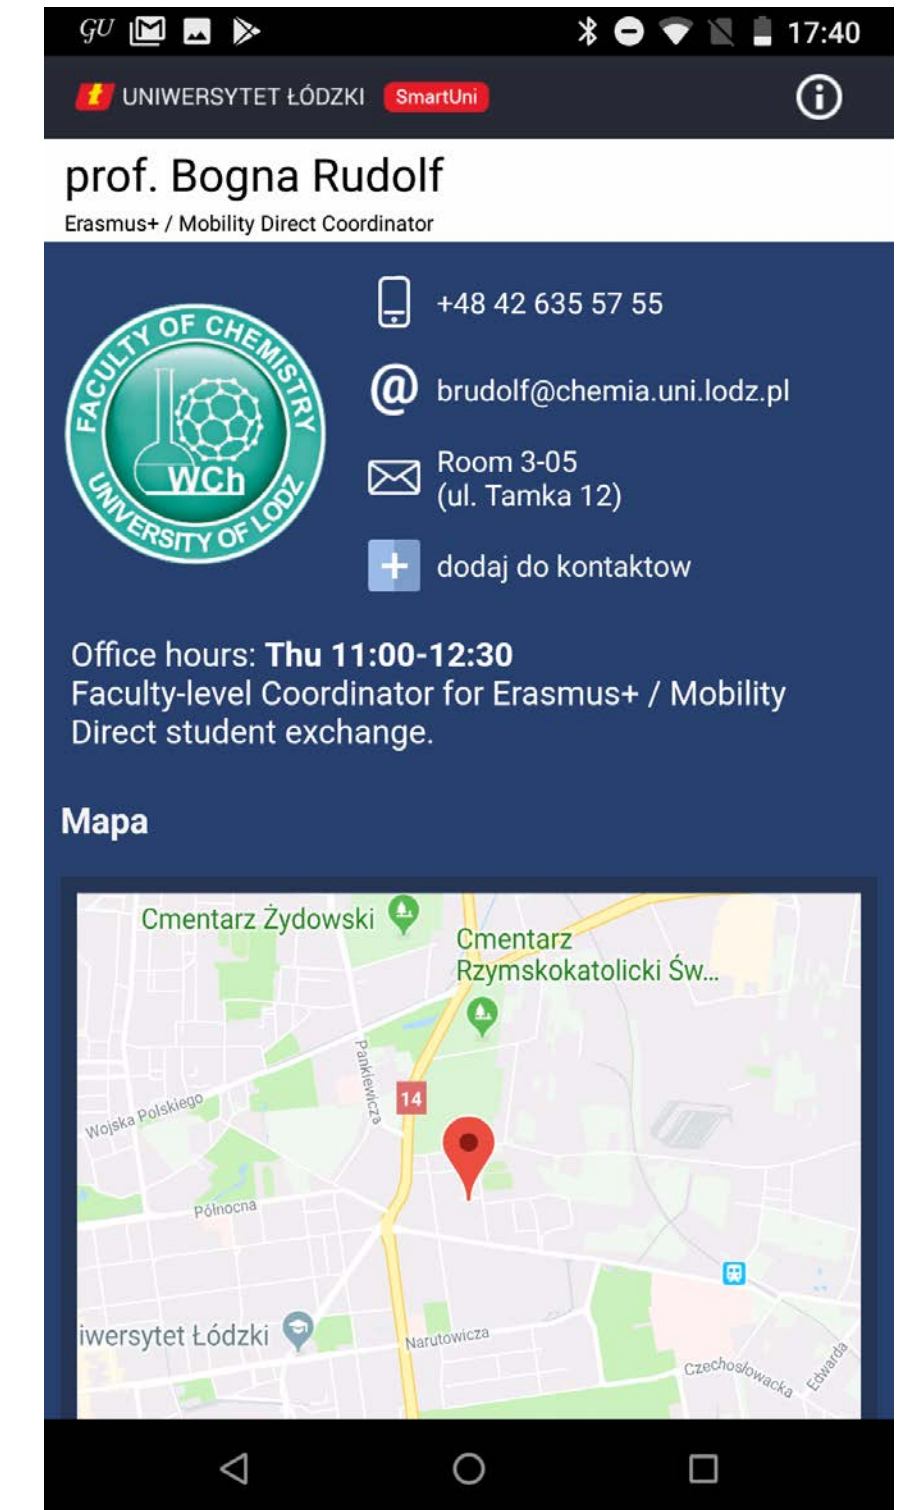 GU
17:40
UNIWERSYTET ŁÓDZKI SmartUni
prof. Bogna Rudolf
Erasmus+ / Mobility Direct Coordinator
FACULTY OF CHEMISTRY
WCh
UNIVERSITY OF LODZ
+48 42 635 57 55
brudolf@chemia.uni.lodz.pl
Room 3-05
(ul. Tamka 12)
dodaj do kontaktow
Office hours: Thu 11:00-12:30
Faculty-level Coordinator for Erasmus+ / Mobility
Direct student exchange.
Mapa
Cmentarz Żydowski
Cmentarz
Rzymskokatolicki Św...
Pankiewicza
14
Wojska Polskiego
Północna
iwersytet Łódzki
Narutowicza
Czechosłowacka
Edwarda